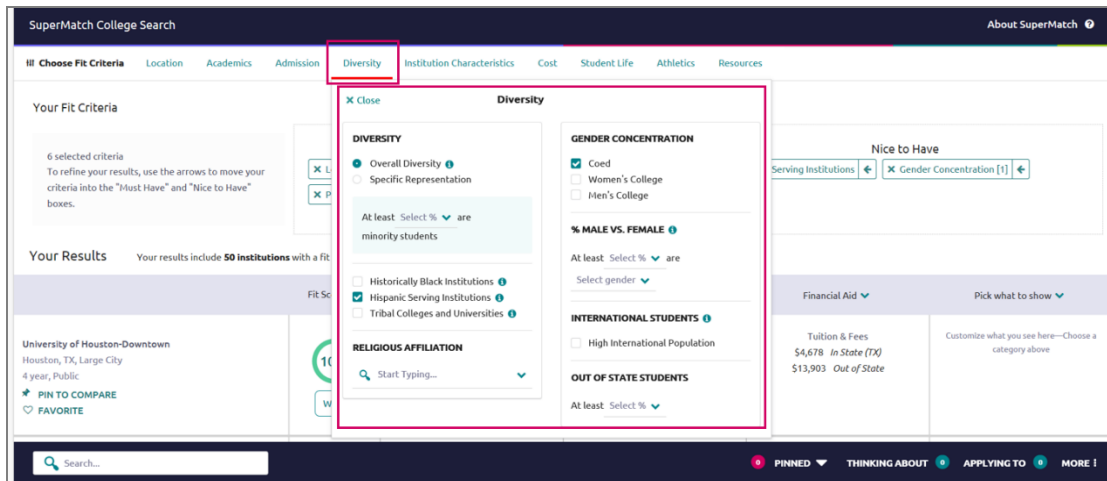 SuperMatch College Search
About SuperMatch
Choose Fit Criteria
Location
Academics
Admission
Diversity
Institution Characteristics
Cost
Student Life
Athletics
Resources
Your Fit Criteria
6 selected criteria
To refine your results, use the arrows to move your
criteria into the "Must Have" and "Nice to Have"
boxes.
Nice to Have
Serving Institutions
Gender Concentration [1]
Close
Diversity
DIVERSITY
Overall Diversity
Specific Representation
At least Select % are
minority students
Historically Black Institutions
Hispanic Serving Institutions
Tribal Colleges and Universities
RELIGIOUS AFFILIATION
Start Typing...
GENDER CONCENTRATION
Coed
Women's College
Men's College
% MALE VS. FEMALE
At least Select % are
Select gender
INTERNATIONAL STUDENTS
High International Population
OUT OF STATE STUDENTS
At least Select %
Your Results
Your results include 50 institutions with a fit
Fit Sc
Financial Aid
Pick what to show
University of Houston-Downtown
Houston, TX, Large City
4 year, Public
PIN TO COMPARE
FAVORITE
10
W
Tuition & Fees
$4,678 In State (TX)
$13,903 Out of State
Customize what you see here—Choose a
category above
Search...
0 PINNED
THINKING ABOUT 0
APPLYING TO 0
MORE